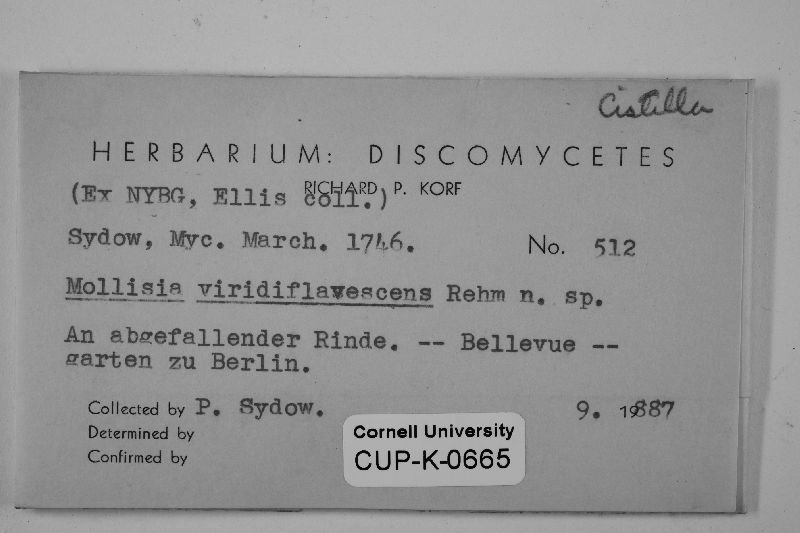 Cistella
HERBARIUM: DISCOMYCETES
RICHARD P. KORF
(Ex NYBG, Ellis coll.)
Sydow, Myc. March. 1746.
No. 512
Mollisia viridiflavescens Rehm n. sp.
An abgefallender Rinde. -- Bellevue --
garten zu Berlin.
Collected by P. Sydow. 9. 1887
Determined by
Confirmed by
Cornell University
CUP-K-0665